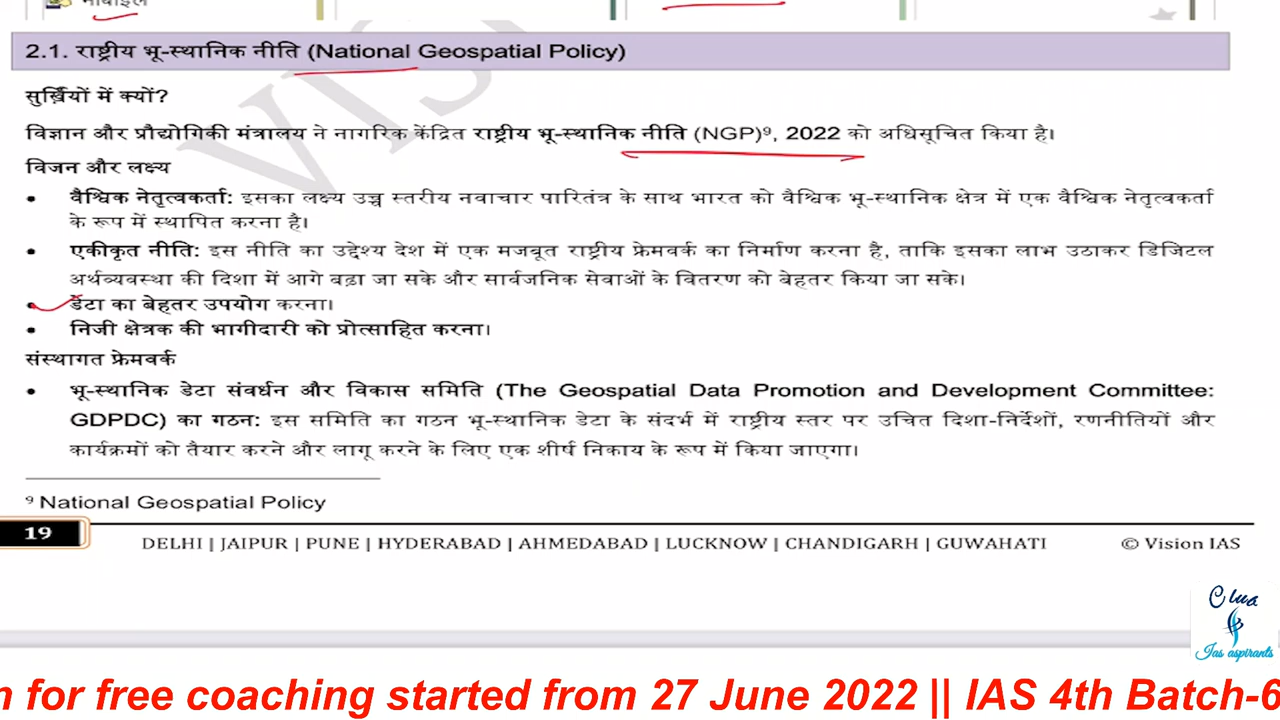 मोबाइल
2.1. राष्ट्रीय भू-स्थानिक नीति (National Geospatial Policy)
सुर्ख़ियों में क्यों?
विज्ञान और प्रौद्योगिकी मंत्रालय ने नागरिक केंद्रित राष्ट्रीय भू-स्थानिक नीति (NGP)⁹, 2022 को अधिसूचित किया है।
विजन और लक्ष्य
• वैश्विक नेतृत्वकर्ता: इसका लक्ष्य उच्च स्तरीय नवाचार पारितंत्र के साथ भारत को वैश्विक भू-स्थानिक क्षेत्र में एक वैश्विक नेतृत्वकर्ता
के रूप में स्थापित करना है।
• एकीकृत नीति: इस नीति का उद्देश्य देश में एक मजबूत राष्ट्रीय फ्रेमवर्क का निर्माण करना है, ताकि इसका लाभ उठाकर डिजिटल
अर्थव्यवस्था की दिशा में आगे बढ़ा जा सके और सार्वजनिक सेवाओं के वितरण को बेहतर किया जा सके।
• डेटा का बेहतर उपयोग करना।
• निजी क्षेत्रक की भागीदारी को प्रोत्साहित करना।
संस्थागत फ्रेमवर्क
• भू-स्थानिक डेटा संवर्धन और विकास समिति (The Geospatial Data Promotion and Development Committee:
GDPDC) का गठन: इस समिति का गठन भू-स्थानिक डेटा के संदर्भ में राष्ट्रीय स्तर पर उचित दिशा-निर्देशों, रणनीतियों और
कार्यक्रमों को तैयार करने और लागू करने के लिए एक शीर्ष निकाय के रूप में किया जाएगा।
⁹ National Geospatial Policy
19 DELHI | JAIPUR | PUNE | HYDERABAD | AHMEDABAD | LUCKNOW | CHANDIGARH | GUWAHATI © Vision IAS
Clue
Ias aspirants
for free coaching started from 27 June 2022 || IAS 4th Batch-6